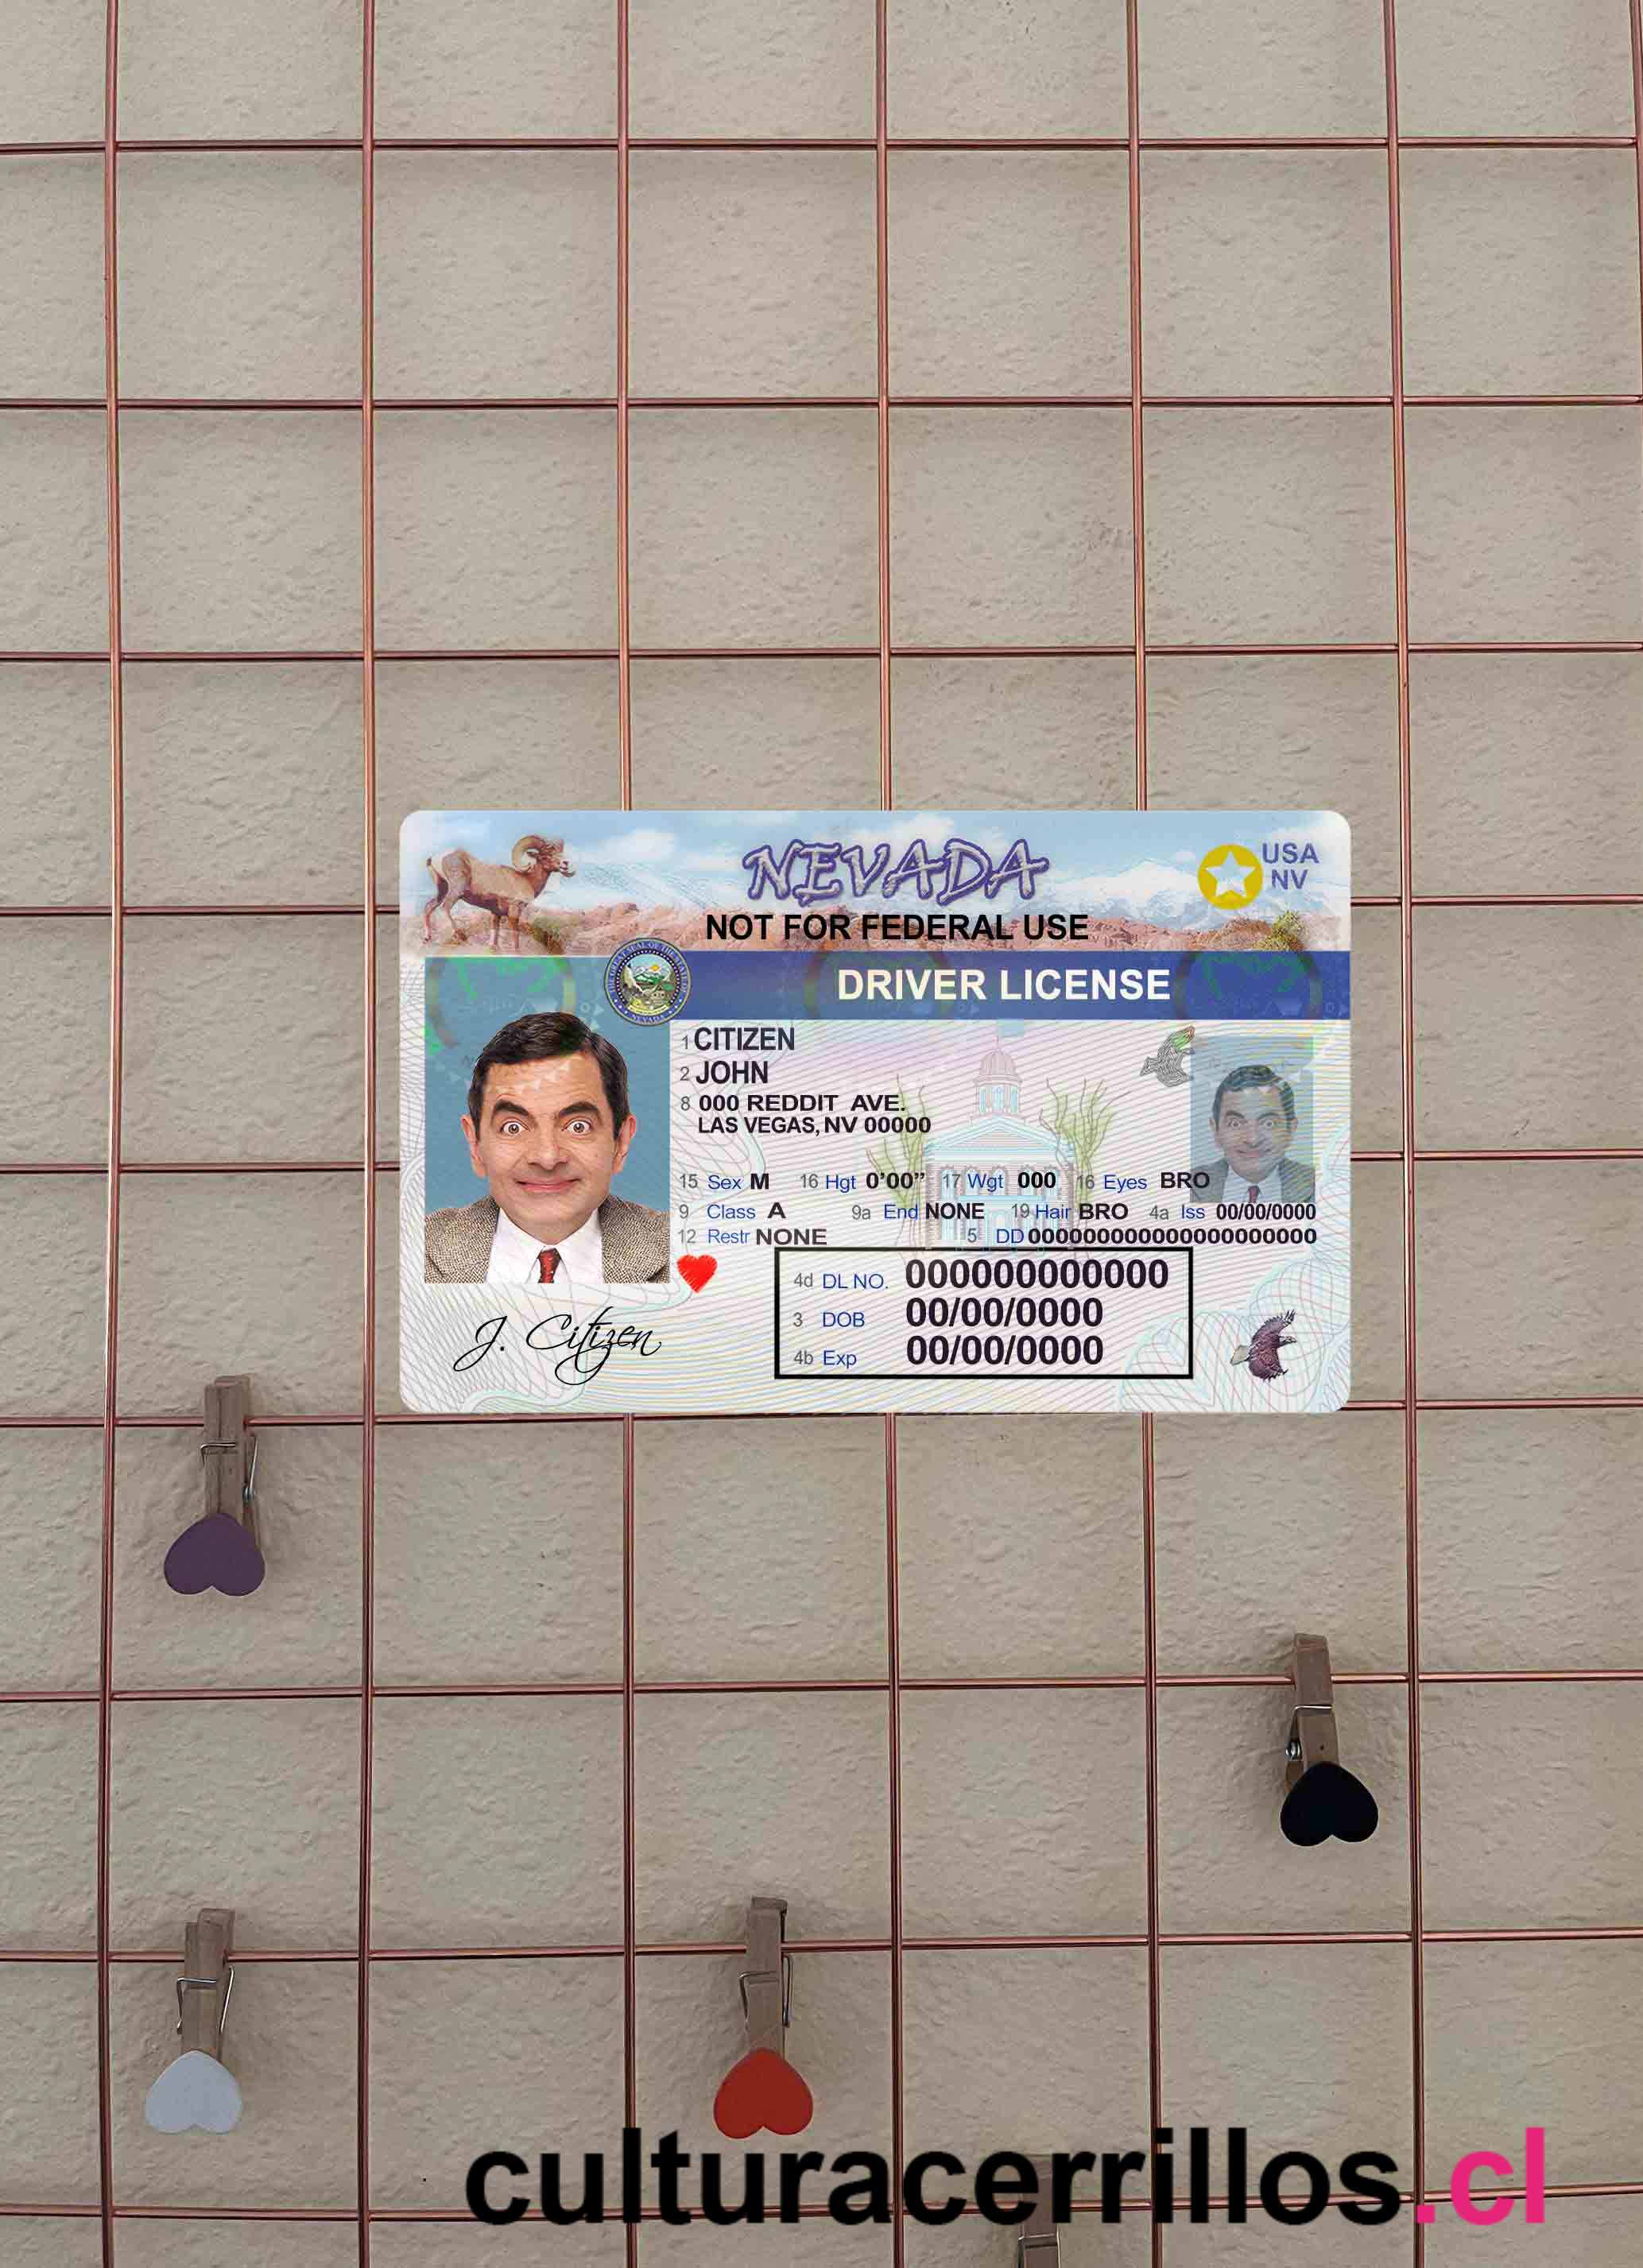 NEVADA
USA
NV
NOT FOR FEDERAL USE
DRIVER LICENSE
1 CITIZEN
2 JOHN
8 000 REDDIT AVE.
LAS VEGAS, NV 00000
15 Sex M 16 Hgt 0'00" 17 Wgt 000 16 Eyes BRO
9 Class A 9a End NONE 19 Hair BRO 4a Iss 00/00/0000
12 Restr NONE 5 DD 000000000000000000000
4d DL NO. 000000000000
3 DOB 00/00/0000
4b Exp 00/00/0000
J. Citizen
culturacerrillos.cl